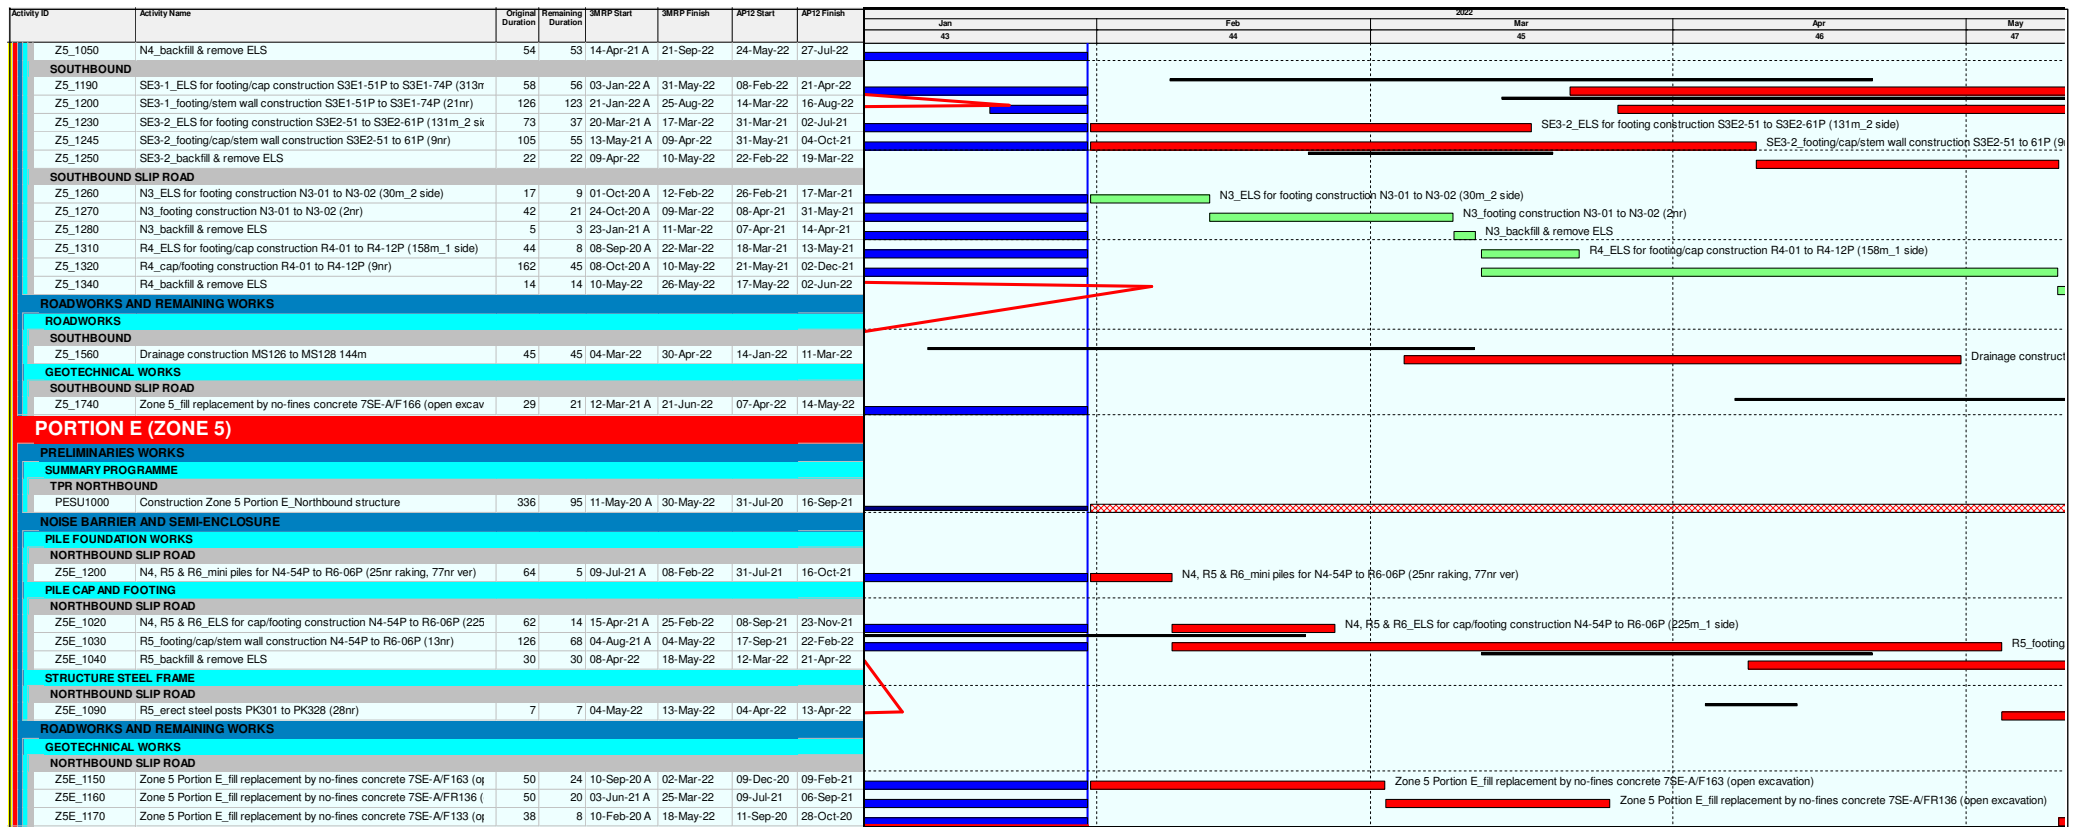 Activity ID Activity Name Original Duration Remaining Duration 3MRP Start 3MRP Finish AP12 Start AP12 Finish 2022
Jan Feb Mar Apr May
43 44 45 46 47
Z5_1050 N4_backfill & remove ELS 54 53 14-Apr-21 A 21-Sep-22 24-May-22 27-Jul-22
SOUTHBOUND
Z5_1190 SE3-1_ELS for footing/cap construction S3E1-51P to S3E1-74P (313m 58 56 03-Jan-22 A 31-May-22 08-Feb-22 21-Apr-22
Z5_1200 SE3-1_footing/stem wall construction S3E1-51P to S3E1-74P (21nr) 126 123 21-Jan-22 A 25-Aug-22 14-Mar-22 16-Aug-22
Z5_1230 SE3-2_ELS for footing construction S3E2-51 to S3E2-61P (131m_2 sic 73 37 20-Mar-21 A 17-Mar-22 31-Mar-21 02-Jul-21 SE3-2_ELS for footing construction S3E2-51 to S3E2-61P (131m_2 side)
Z5_1245 SE3-2_footing/cap/stem wall construction S3E2-51 to 61P (9nr) 105 55 13-May-21 A 09-Apr-22 31-May-21 04-Oct-21 SE3-2_footing/cap/stem wall construction S3E2-51 to 61P (9n
Z5_1250 SE3-2_backfill & remove ELS 22 22 09-Apr-22 10-May-22 22-Feb-22 19-Mar-22
SOUTHBOUND SLIP ROAD
Z5_1260 N3_ELS for footing construction N3-01 to N3-02 (30m_2 side) 17 9 01-Oct-20 A 12-Feb-22 26-Feb-21 17-Mar-21 N3_ELS for footing construction N3-01 to N3-02 (30m_2 side)
Z5_1270 N3_footing construction N3-01 to N3-02 (2nr) 42 21 24-Oct-20 A 09-Mar-22 08-Apr-21 31-May-21 N3_footing construction N3-01 to N3-02 (2nr)
Z5_1280 N3_backfill & remove ELS 5 3 23-Jan-21 A 11-Mar-22 07-Apr-21 14-Apr-21 N3_backfill & remove ELS
Z5_1310 R4_ELS for footing/cap construction R4-01 to R4-12P (158m_1 side) 44 8 08-Sep-20 A 22-Mar-22 18-Mar-21 13-May-21 R4_ELS for footing/cap construction R4-01 to R4-12P (158m_1 side)
Z5_1320 R4_cap/footing construction R4-01 to R4-12P (9nr) 162 45 08-Oct-20 A 10-May-22 21-May-21 02-Dec-21
Z5_1340 R4_backfill & remove ELS 14 14 10-May-22 26-May-22 17-May-22 02-Jun-22
ROADWORKS AND REMAINING WORKS
ROADWORKS
SOUTHBOUND
Z5_1560 Drainage construction MS126 to MS128 144m 45 45 04-Mar-22 30-Apr-22 14-Jan-22 11-Mar-22 Drainage construct
GEOTECHNICAL WORKS
SOUTHBOUND SLIP ROAD
Z5_1740 Zone 5_fill replacement by no-fines concrete 7SE-A/F166 (open excav 29 21 12-Mar-21 A 21-Jun-22 07-Apr-22 14-May-22
PORTION E (ZONE 5)
PRELIMINARIES WORKS
SUMMARY PROGRAMME
TPR NORTHBOUND
PESU1000 Construction Zone 5 Portion E_Northbound structure 336 95 11-May-20 A 30-May-22 31-Jul-20 16-Sep-21
NOISE BARRIER AND SEMI-ENCLOSURE
PILE FOUNDATION WORKS
NORTHBOUND SLIP ROAD
Z5E_1200 N4, R5 & R6_mini piles for N4-54P to R6-06P (25nr raking, 77nr ver) 64 5 09-Jul-21 A 08-Feb-22 31-Jul-21 16-Oct-21 N4, R5 & R6_mini piles for N4-54P to R6-06P (25nr raking, 77nr ver)
PILE CAP AND FOOTING
NORTHBOUND SLIP ROAD
Z5E_1020 N4, R5 & R6_ELS for cap/footing construction N4-54P to R6-06P (225 62 14 15-Apr-21 A 25-Feb-22 08-Sep-21 23-Nov-21 N4, R5 & R6_ELS for cap/footing construction N4-54P to R6-06P (225m_1 side)
Z5E_1030 R5_footing/cap/stem wall construction N4-54P to R6-06P (13nr) 126 68 04-Aug-21 A 04-May-22 17-Sep-21 22-Feb-22 R5_footing
Z5E_1040 R5_backfill & remove ELS 30 30 08-Apr-22 18-May-22 12-Mar-22 21-Apr-22
STRUCTURE STEEL FRAME
NORTHBOUND SLIP ROAD
Z5E_1090 R5_erect steel posts PK301 to PK328 (28nr) 7 7 04-May-22 13-May-22 04-Apr-22 13-Apr-22
ROADWORKS AND REMAINING WORKS
GEOTECHNICAL WORKS
NORTHBOUND SLIP ROAD
Z5E_1150 Zone 5 Portion E_fill replacement by no-fines concrete 7SE-A/F163 (op 50 24 10-Sep-20 A 02-Mar-22 09-Dec-20 09-Feb-21 Zone 5 Portion E_fill replacement by no-fines concrete 7SE-A/F163 (open excavation)
Z5E_1160 Zone 5 Portion E_fill replacement by no-fines concrete 7SE-A/FR136 ( 50 20 03-Jun-21 A 25-Mar-22 09-Jul-21 06-Sep-21 Zone 5 Portion E_fill replacement by no-fines concrete 7SE-A/FR136 (open excavation)
Z5E_1170 Zone 5 Portion E_fill replacement by no-fines concrete 7SE-A/F133 (op 38 8 10-Feb-20 A 18-May-22 11-Sep-20 28-Oct-20